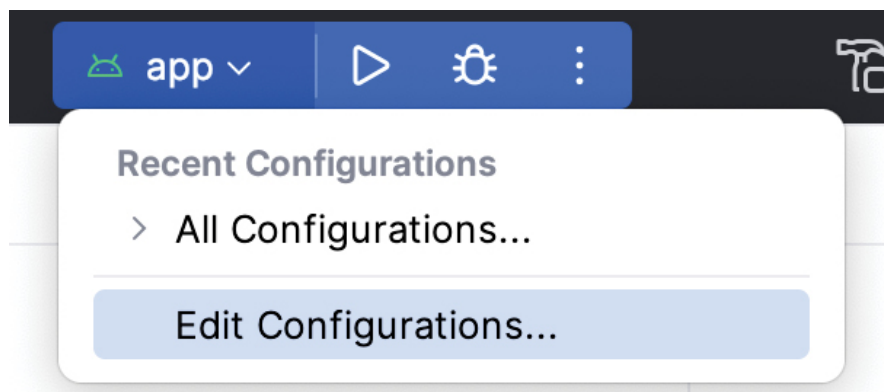 app
Recent Configurations
All Configurations...
Edit Configurations...